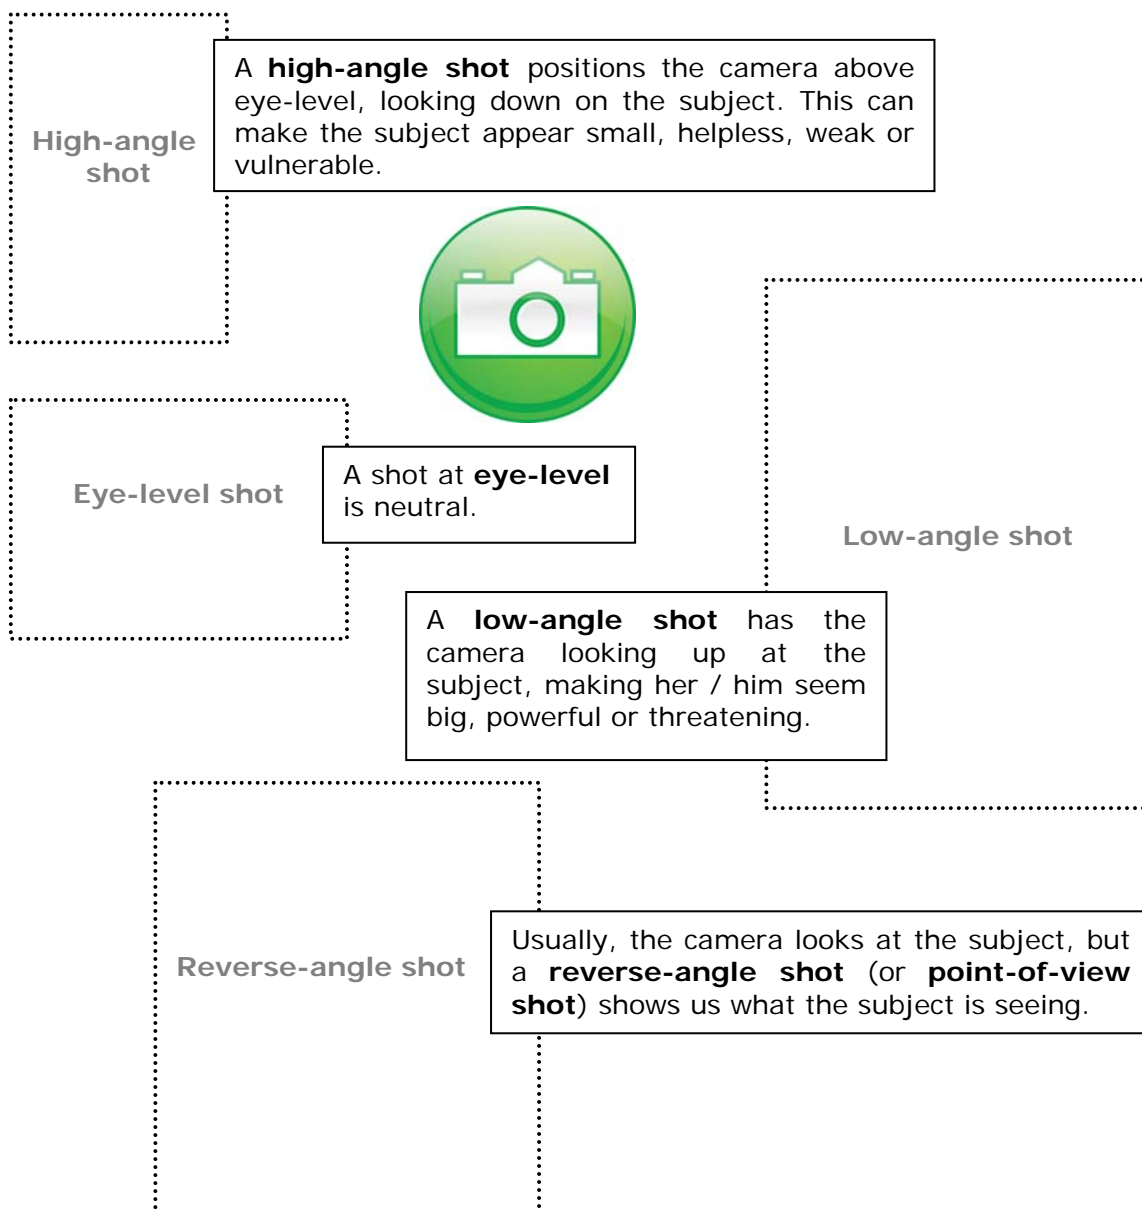 High-angle
shot
A high-angle shot positions the camera above
eye-level, looking down on the subject. This can
make the subject appear small, helpless, weak or
vulnerable.
Eye-level shot
A shot at eye-level
is neutral.
Low-angle shot
A low-angle shot has the
camera looking up at the
subject, making her / him seem
big, powerful or threatening.
Reverse-angle shot
Usually, the camera looks at the subject, but
a reverse-angle shot (or point-of-view
shot) shows us what the subject is seeing.